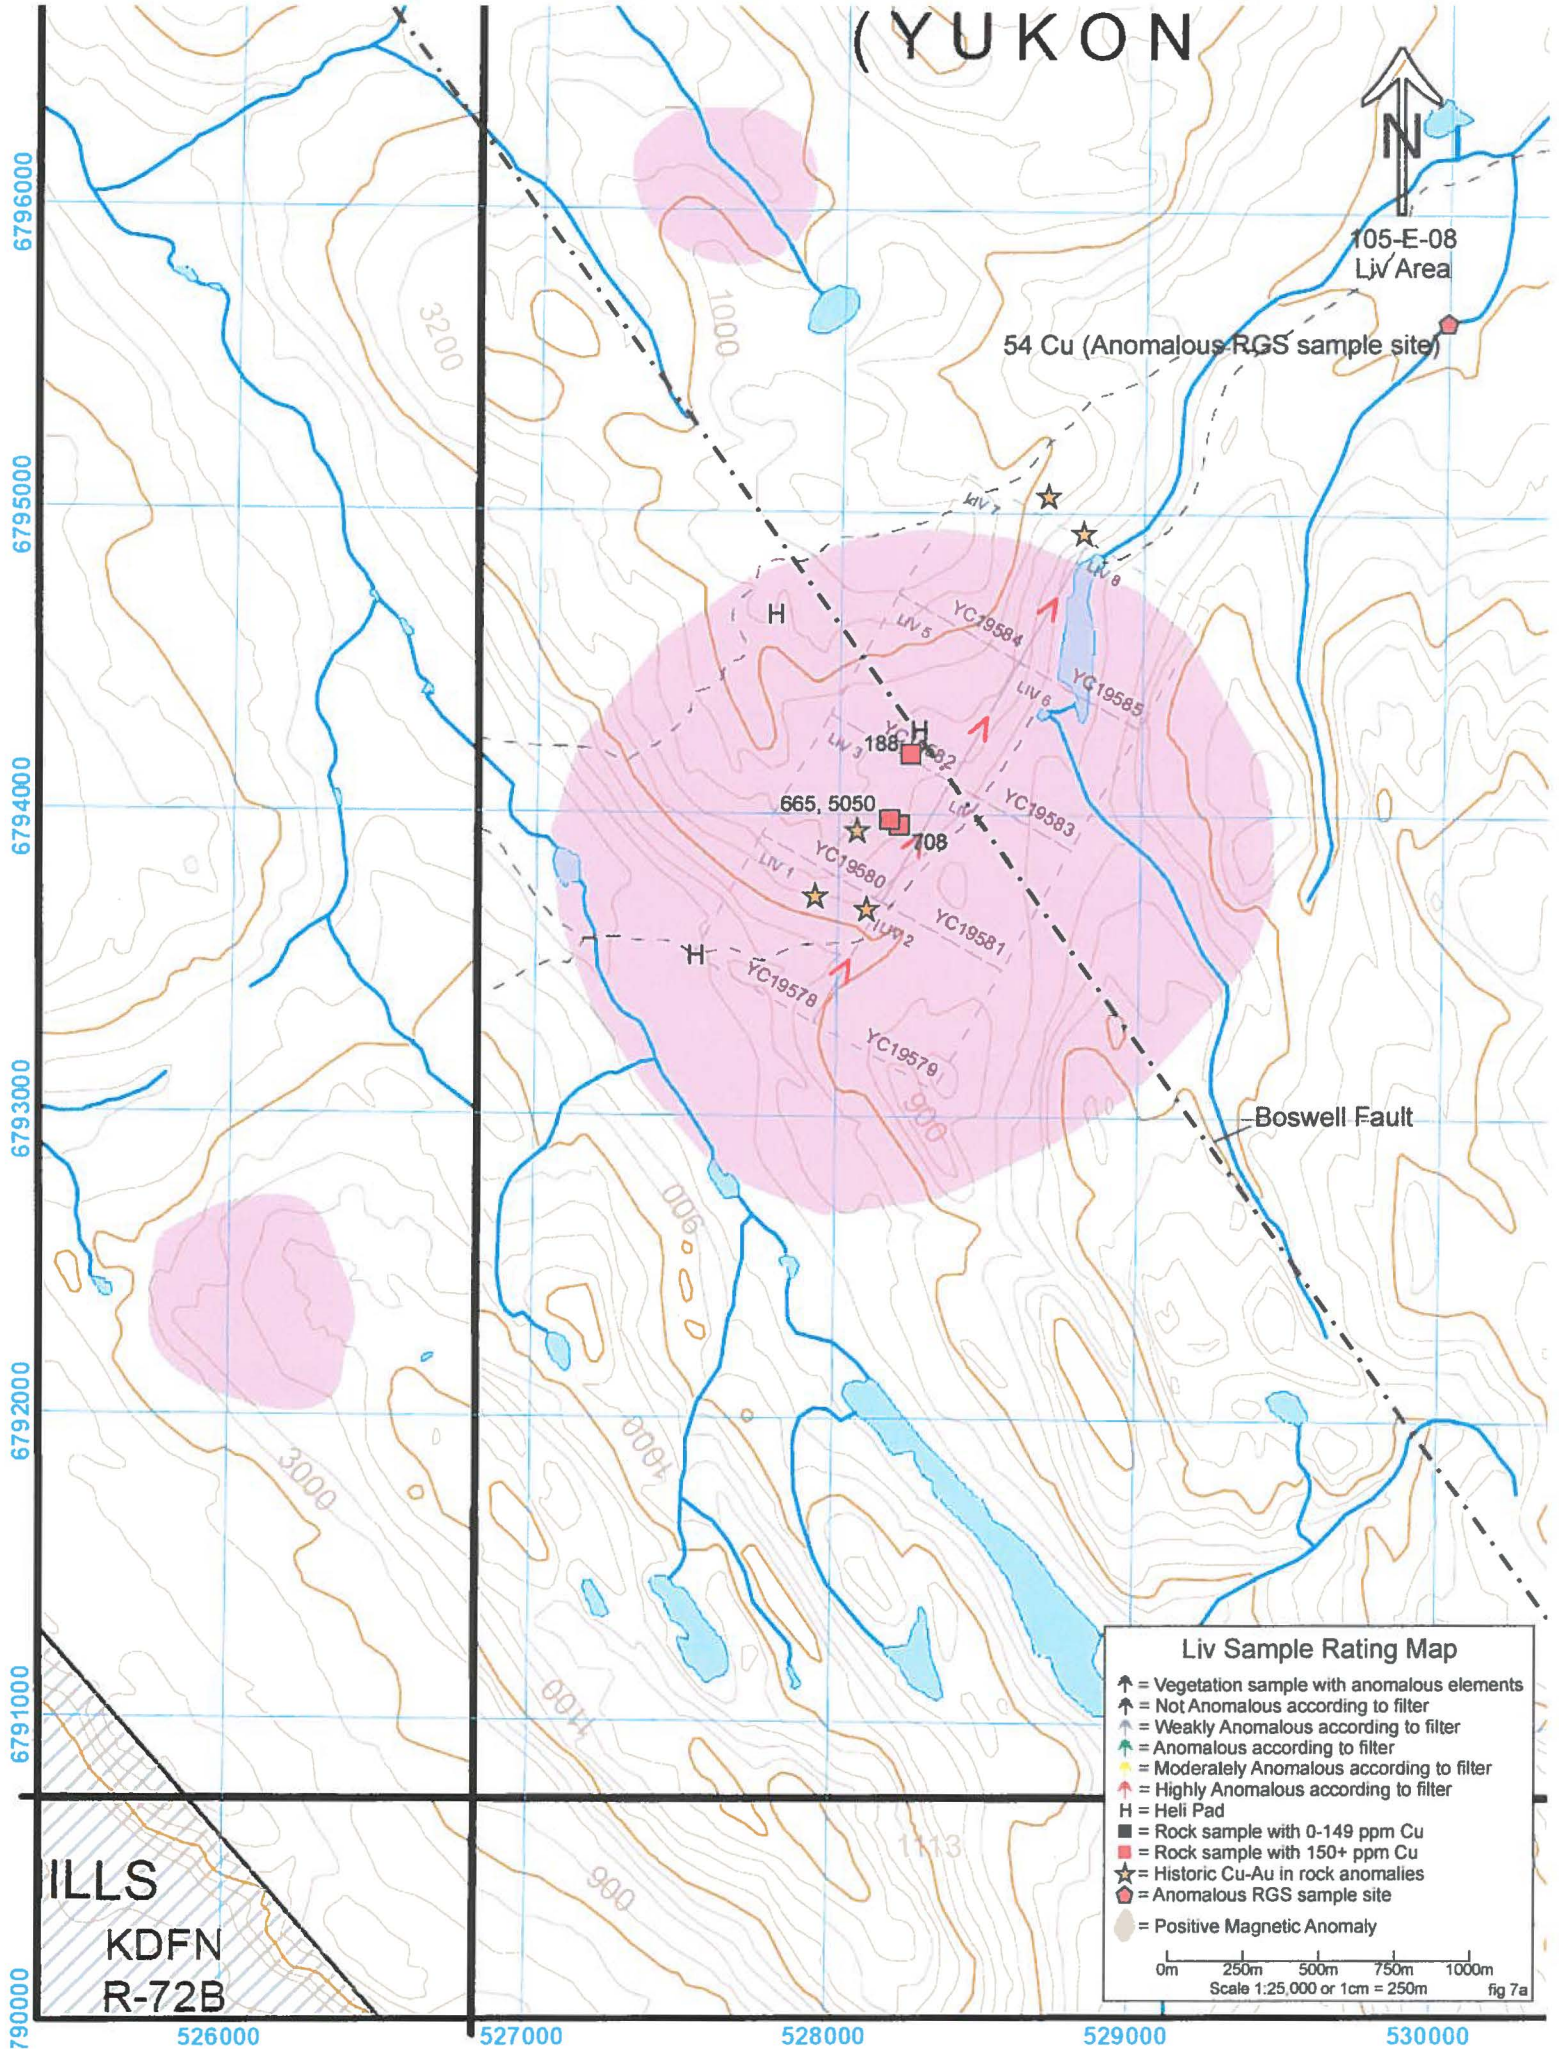 (YUKON
N
105-E-08
Liv Area
54 Cu (Anomalous RGS sample site)
6796000
3200
1000
6795000
LIV 7
LIV 8
H
YC19584
LIV 5
YC19585
LIV 6
H
LIV 3
188
6794000
665, 5050
YC19583
LIV
708
YC19580
LIV 1
LIV 2
YC19581
H
YC19578
YC19579
6793000
900
Boswell Fault
900
6792000
1000
3000
6791000
1100
1113
900
ILLS
KDFN
R-72B
790000
526000
527000
528000
529000
530000
Liv Sample Rating Map
= Vegetation sample with anomalous elements
= Not Anomalous according to filter
= Weakly Anomalous according to filter
= Anomalous according to filter
= Moderately Anomalous according to filter
= Highly Anomalous according to filter
H = Heli Pad
= Rock sample with 0-149 ppm Cu
= Rock sample with 150+ ppm Cu
= Historic Cu-Au in rock anomalies
= Anomalous RGS sample site
= Positive Magnetic Anomaly
0m 250m 500m 750m 1000m
Scale 1:25,000 or 1cm = 250m
fig 7a